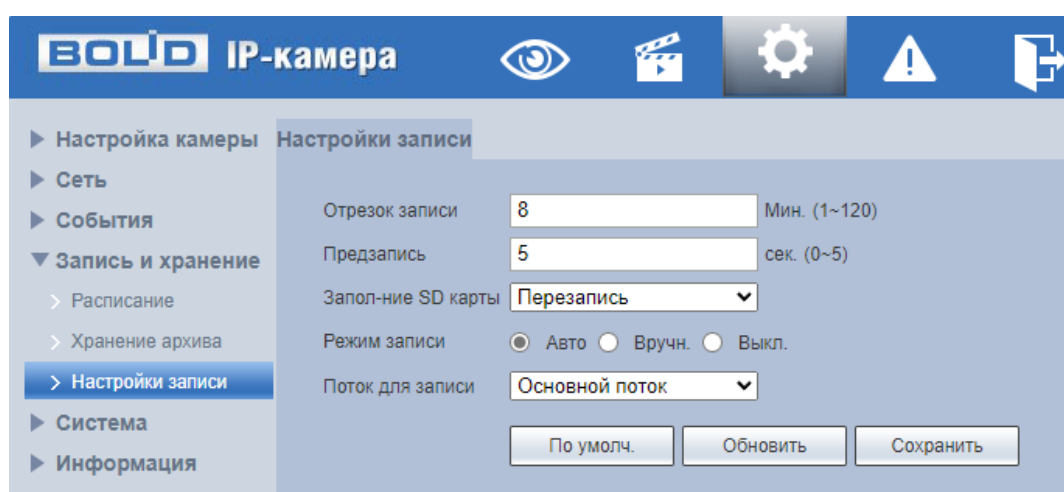 BOLID IP-камера
Настройка камеры
Сеть
События
Запись и хранение
Расписание
Хранение архива
Настройки записи
Система
Информация
Настройки записи
Отрезок записи 8 Мин. (1~120)
Предзапись 5 сек. (0~5)
Запол-ние SD карты Перезапись
Режим записи Авто Вручн. Выкл.
Поток для записи Основной поток
По умолч. Обновить Сохранить